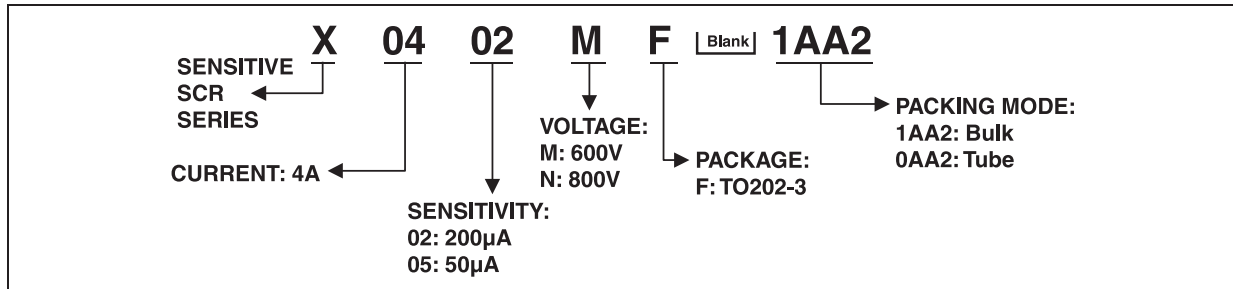 X 04 02 M F Blank 1AA2
SENSITIVE
SCR
SERIES
CURRENT: 4A
SENSITIVITY:
02: 200µA
05: 50µA
VOLTAGE:
M: 600V
N: 800V
PACKAGE:
F: TO202-3
PACKING MODE:
1AA2: Bulk
0AA2: Tube